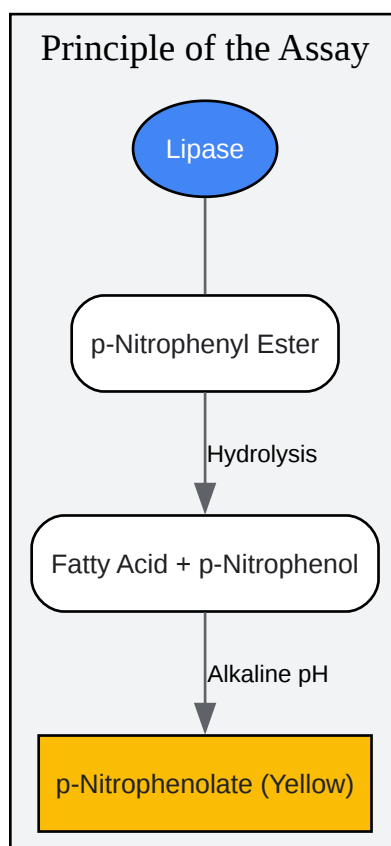 Principle of the Assay
Lipase
p-Nitrophenyl Ester
Hydrolysis
Fatty Acid + p-Nitrophenol
Alkaline pH
p-Nitrophenolate (Yellow)